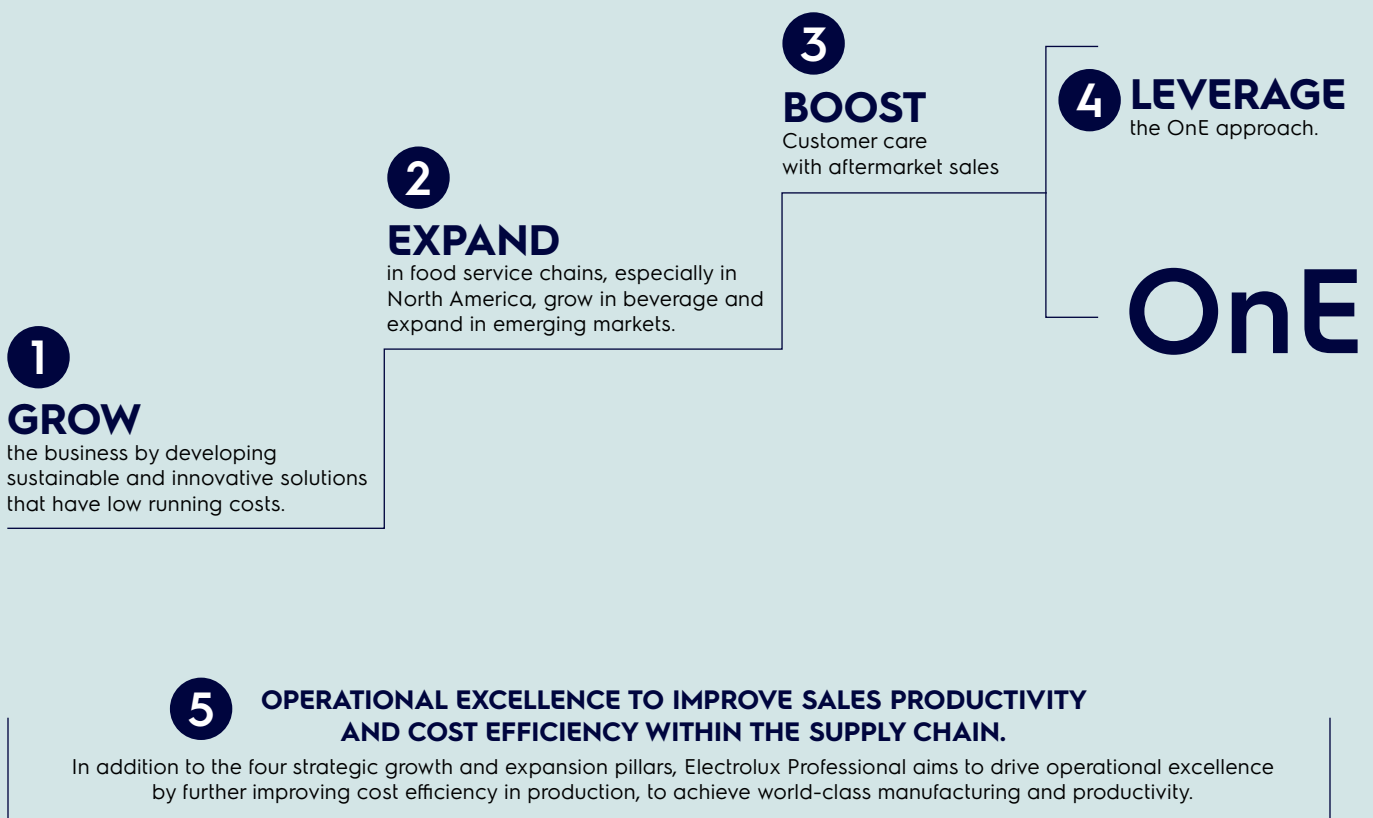 1
GROW
the business by developing
sustainable and innovative solutions
that have low running costs.
2
EXPAND
in food service chains, especially in
North America, grow in beverage and
expand in emerging markets.
3
BOOST
Customer care
with aftermarket sales
4 LEVERAGE
the OnE approach.
OnE
5 OPERATIONAL EXCELLENCE TO IMPROVE SALES PRODUCTIVITY
AND COST EFFICIENCY WITHIN THE SUPPLY CHAIN.
In addition to the four strategic growth and expansion pillars, Electrolux Professional aims to drive operational excellence
by further improving cost efficiency in production, to achieve world-class manufacturing and productivity.